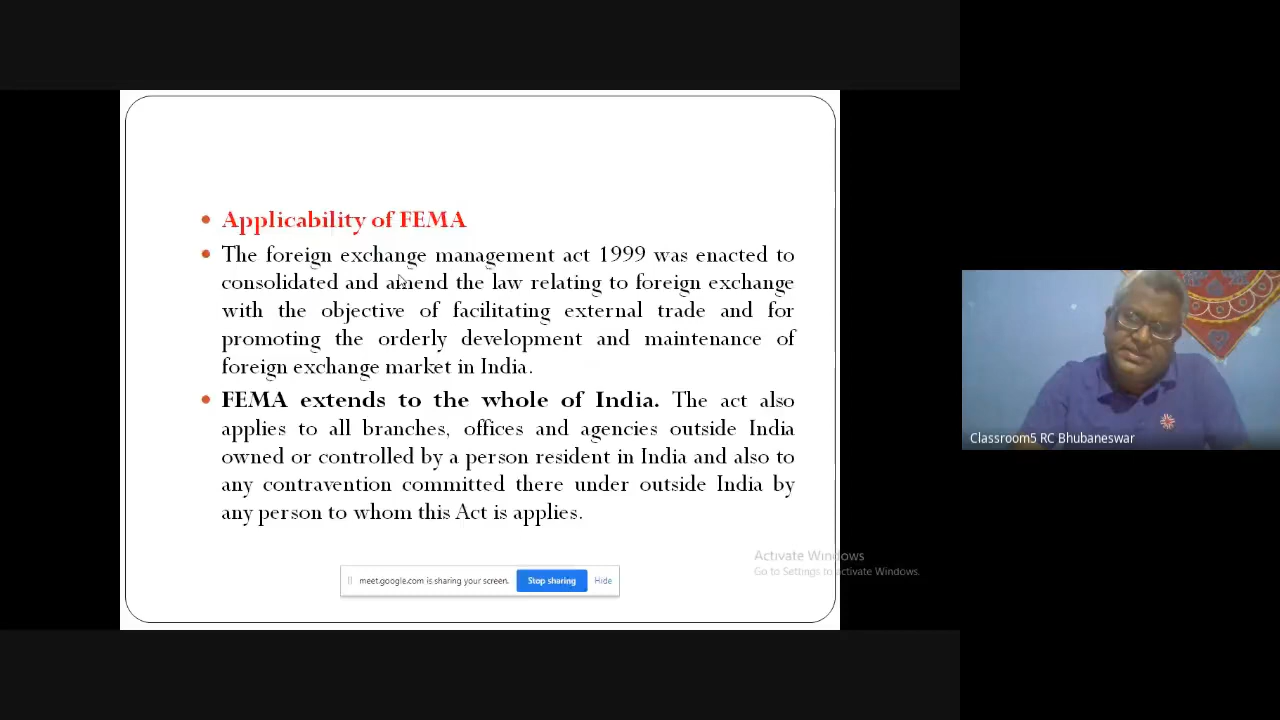 Applicability of FEMA
The foreign exchange management act 1999 was enacted to
consolidated and amend the law relating to foreign exchange
with the objective of facilitating external trade and for
promoting the orderly development and maintenance of
foreign exchange market in India.
FEMA extends to the whole of India. The act also
applies to all branches, offices and agencies outside India
owned or controlled by a person resident in India and also to
any contravention committed there under outside India by
any person to whom this Act is applies.
Activate Windows
Go to Settings to activate Windows.
meet.google.com is sharing your screen.
Stop sharing
Hide
Classroom5 RC Bhubaneswar